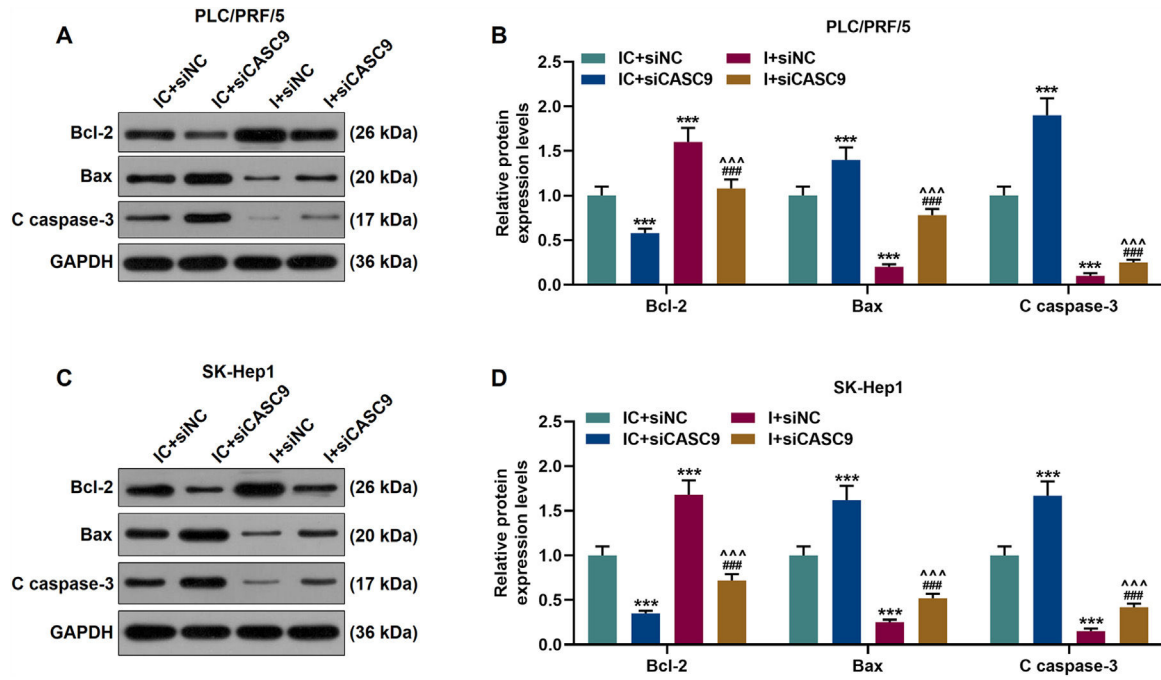 A
PLC/PRF/5
IC+siNC
IC+siCASC9
I+siNC
I+siCASC9
Bcl-2 (26 kDa)
Bax (20 kDa)
C caspase-3 (17 kDa)
GAPDH (36 kDa)
B
PLC/PRF/5
IC+siNC I+siNC
IC+siCASC9 I+siCASC9
Relative protein
expression levels
2.5
2.0
1.5
1.0
0.5
0.0
*** *** ^^^ ###
*** *** ^^^ ###
*** *** ^^^ ###
Bcl-2 Bax C caspase-3
C
SK-Hep1
IC+siNC
IC+siCASC9
I+siNC
I+siCASC9
Bcl-2 (26 kDa)
Bax (20 kDa)
C caspase-3 (17 kDa)
GAPDH (36 kDa)
D
SK-Hep1
IC+siNC I+siNC
IC+siCASC9 I+siCASC9
Relative protein
expression levels
2.5
2.0
1.5
1.0
0.5
0.0
*** *** ^^^ ###
*** *** ^^^ ###
*** *** ^^^ ###
Bcl-2 Bax C caspase-3